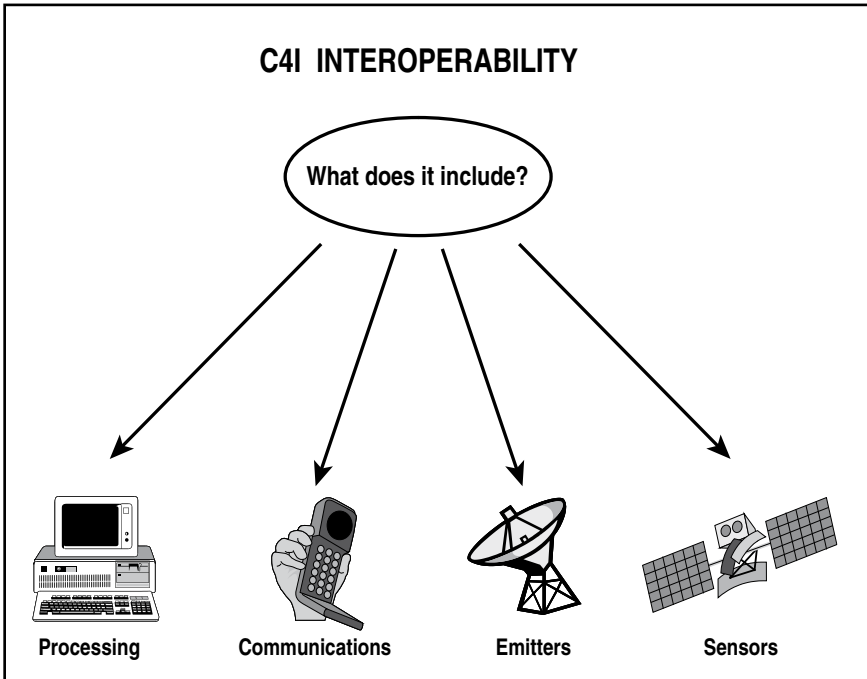 C4I INTEROPERABILITY
What does it include?
Processing
Communications
Emitters
Sensors